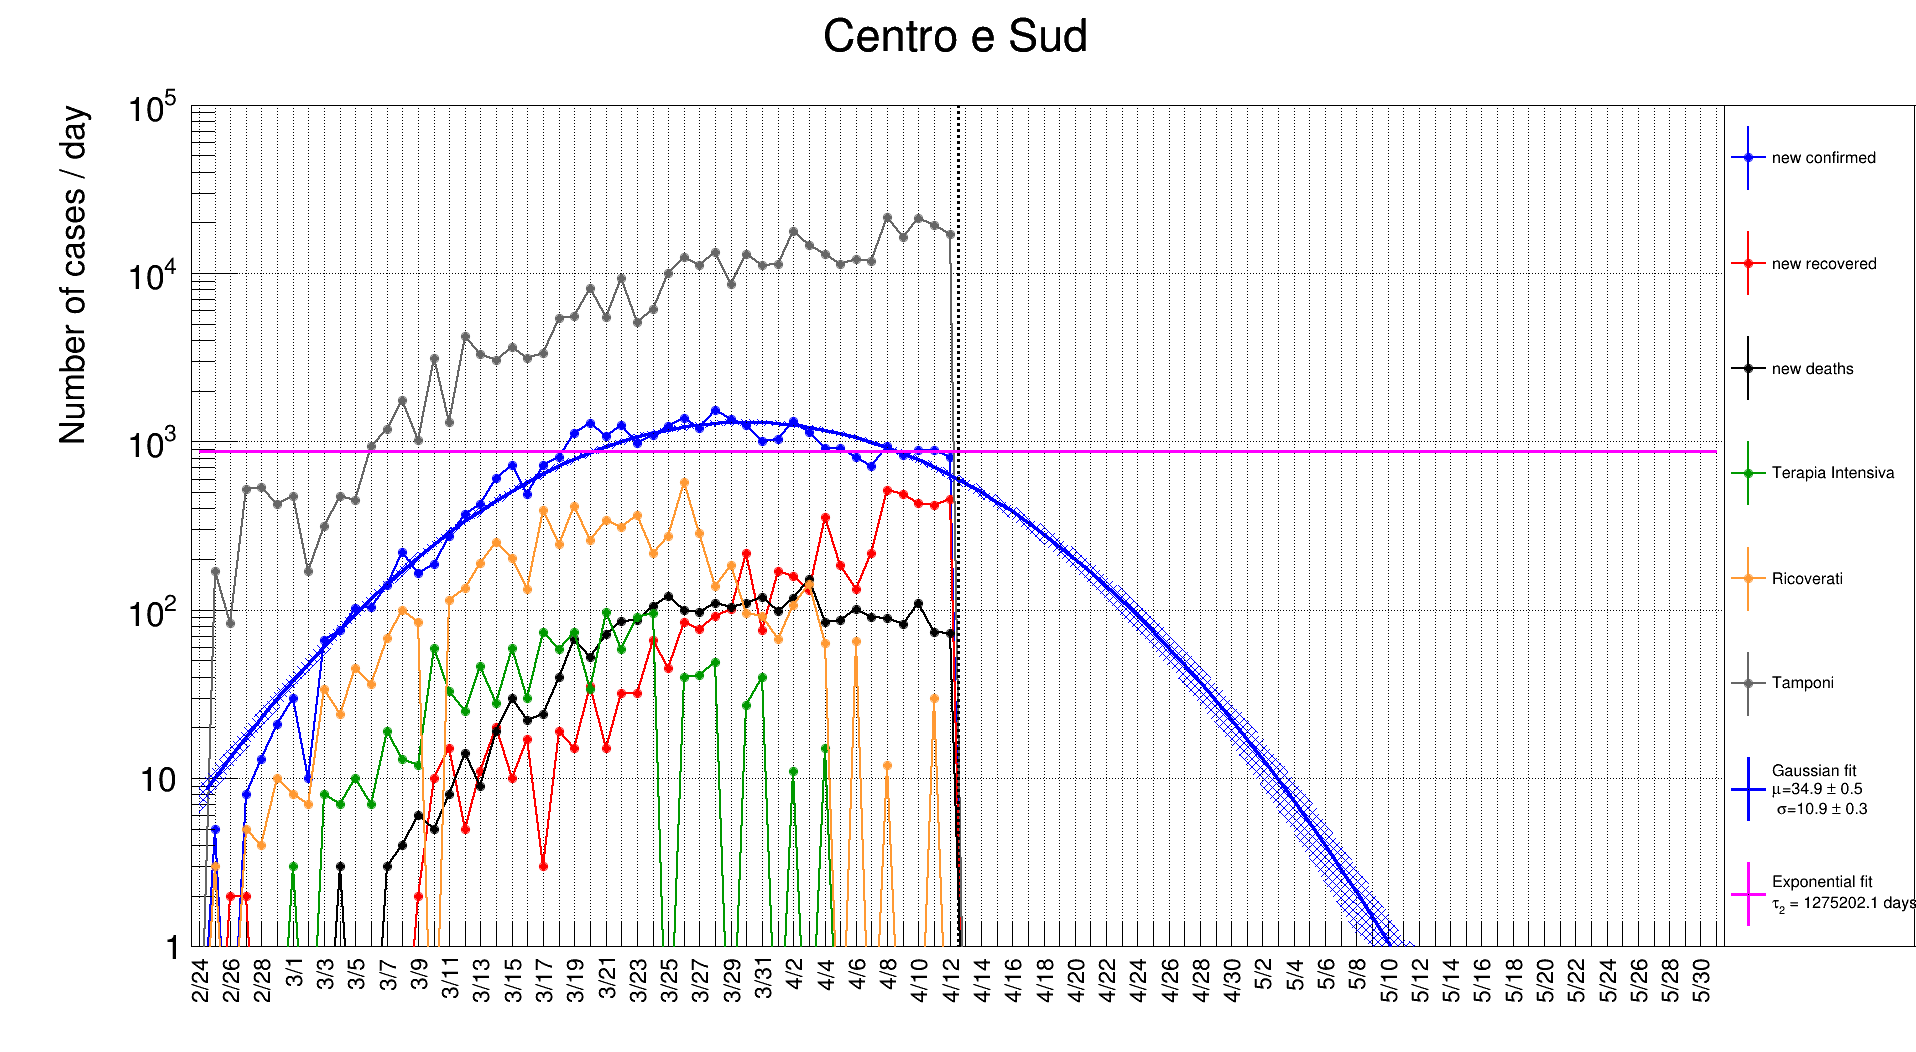 Centro e Sud
Number of cases / day
10^5
10^4
10^3
10^2
10
1
2/24 2/26 2/28 3/1 3/3 3/5 3/7 3/9 3/11 3/13 3/15 3/17 3/19 3/21 3/23 3/25 3/27 3/29 3/31 4/2 4/4 4/6 4/8 4/10 4/12 4/14 4/16 4/18 4/20 4/22 4/24 4/26 4/28 4/30 5/2 5/4 5/6 5/8 5/10 5/12 5/14 5/16 5/18 5/20 5/22 5/24 5/26 5/28 5/30
new confirmed
new recovered
new deaths
Terapia Intensiva
Ricoverati
Tamponi
Gaussian fit
μ=34.9 ± 0.5
σ=10.9 ± 0.3
Exponential fit
τ2 = 1275202.1 days